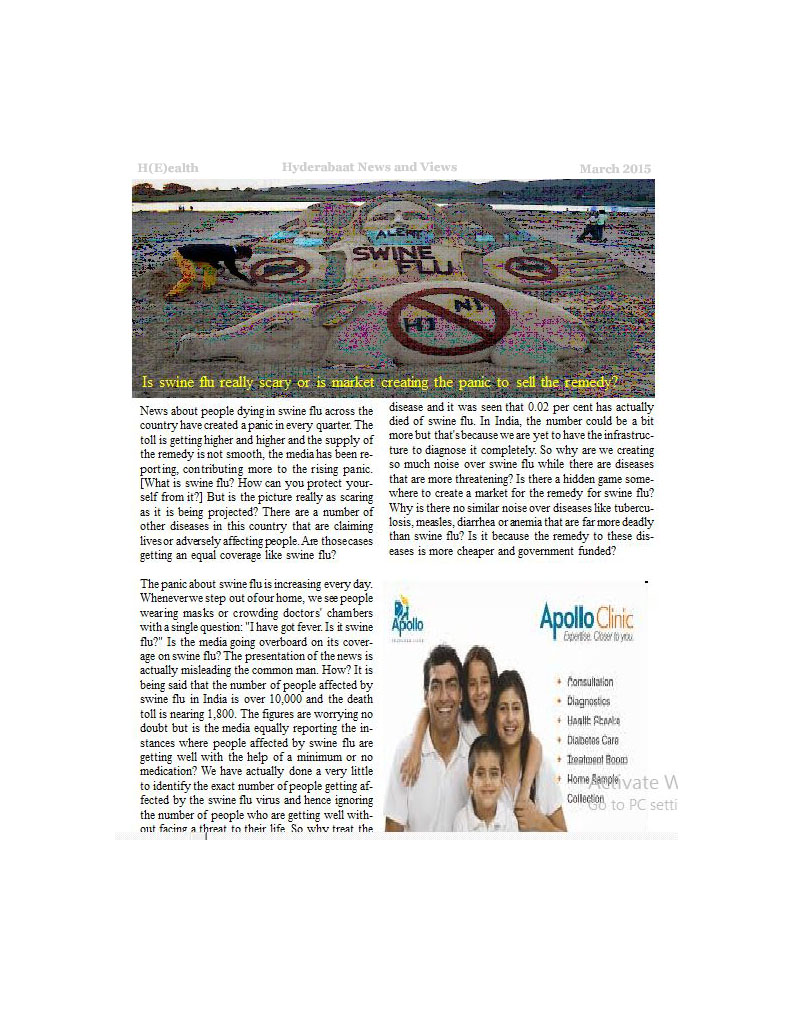 H(E)ealth Hyderabaat News and Views March 2015
ALERT
SWINE
FLU
H1 N1
Is swine flu really scary or is market creating the panic to sell the remedy?
News about people dying in swine flu across the
country have created a panic in every quarter. The
toll is getting higher and higher and the supply of
the remedy is not smooth, the media has been re-
porting, contributing more to the rising panic.
[What is swine flu? How can you protect your-
self from it?] But is the picture really as scaring
as it is being projected? There are a number of
other diseases in this country that are claiming
lives or adversely affecting people. Are those cases
getting an equal coverage like swine flu?
The panic about swine flu is increasing every day.
Whenever we step out of our home, we see people
wearing masks or crowding doctors' chambers
with a single question: "I have got fever. Is it swine
flu?" Is the media going overboard on its cover-
age on swine flu? The presentation of the news is
actually misleading the common man. How? It is
being said that the number of people affected by
swine flu in India is over 10,000 and the death
toll is nearing 1,800. The figures are worrying no
doubt but is the media equally reporting the in-
stances where people affected by swine flu are
getting well with the help of a minimum or no
medication? We have actually done a very little
to identify the exact number of people getting af-
fected by the swine flu virus and hence ignoring
the number of people who are getting well with-
out facing a threat to their life. So why treat the
disease and it was seen that 0.02 per cent has actually
died of swine flu. In India, the number could be a bit
more but that's because we are yet to have the infrastruc-
ture to diagnose it completely. So why are we creating
so much noise over swine flu while there are diseases
that are more threatening? Is there a hidden game some-
where to create a market for the remedy for swine flu?
Why is there no similar noise over diseases like tubercu-
losis, measles, diarrhea or anemia that are far more deadly
than swine flu? Is it because the remedy to these dis-
eases is more cheaper and government funded?
Apollo
Apollo Clinic
Expertise. Closer to you.
Consultation
Diagnostics
Health Checks
Diabetes Care
Treatment Room
Home Sample
Collection
Activate W
Go to PC setti